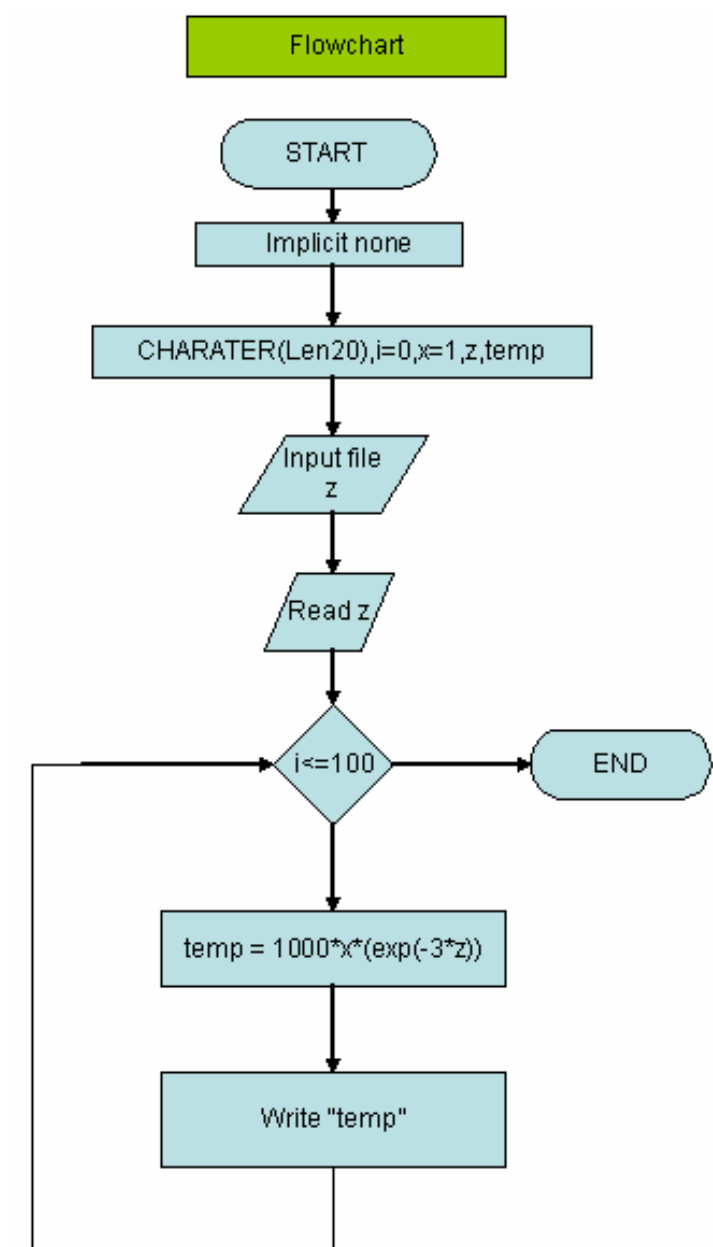 Flowchart
START
Implicit none
CHARATER(Len20),i=0,x=1,z,temp
Input file
z
Read z
i<=100
END
temp = 1000*x*(exp(-3*z))
Write "temp"